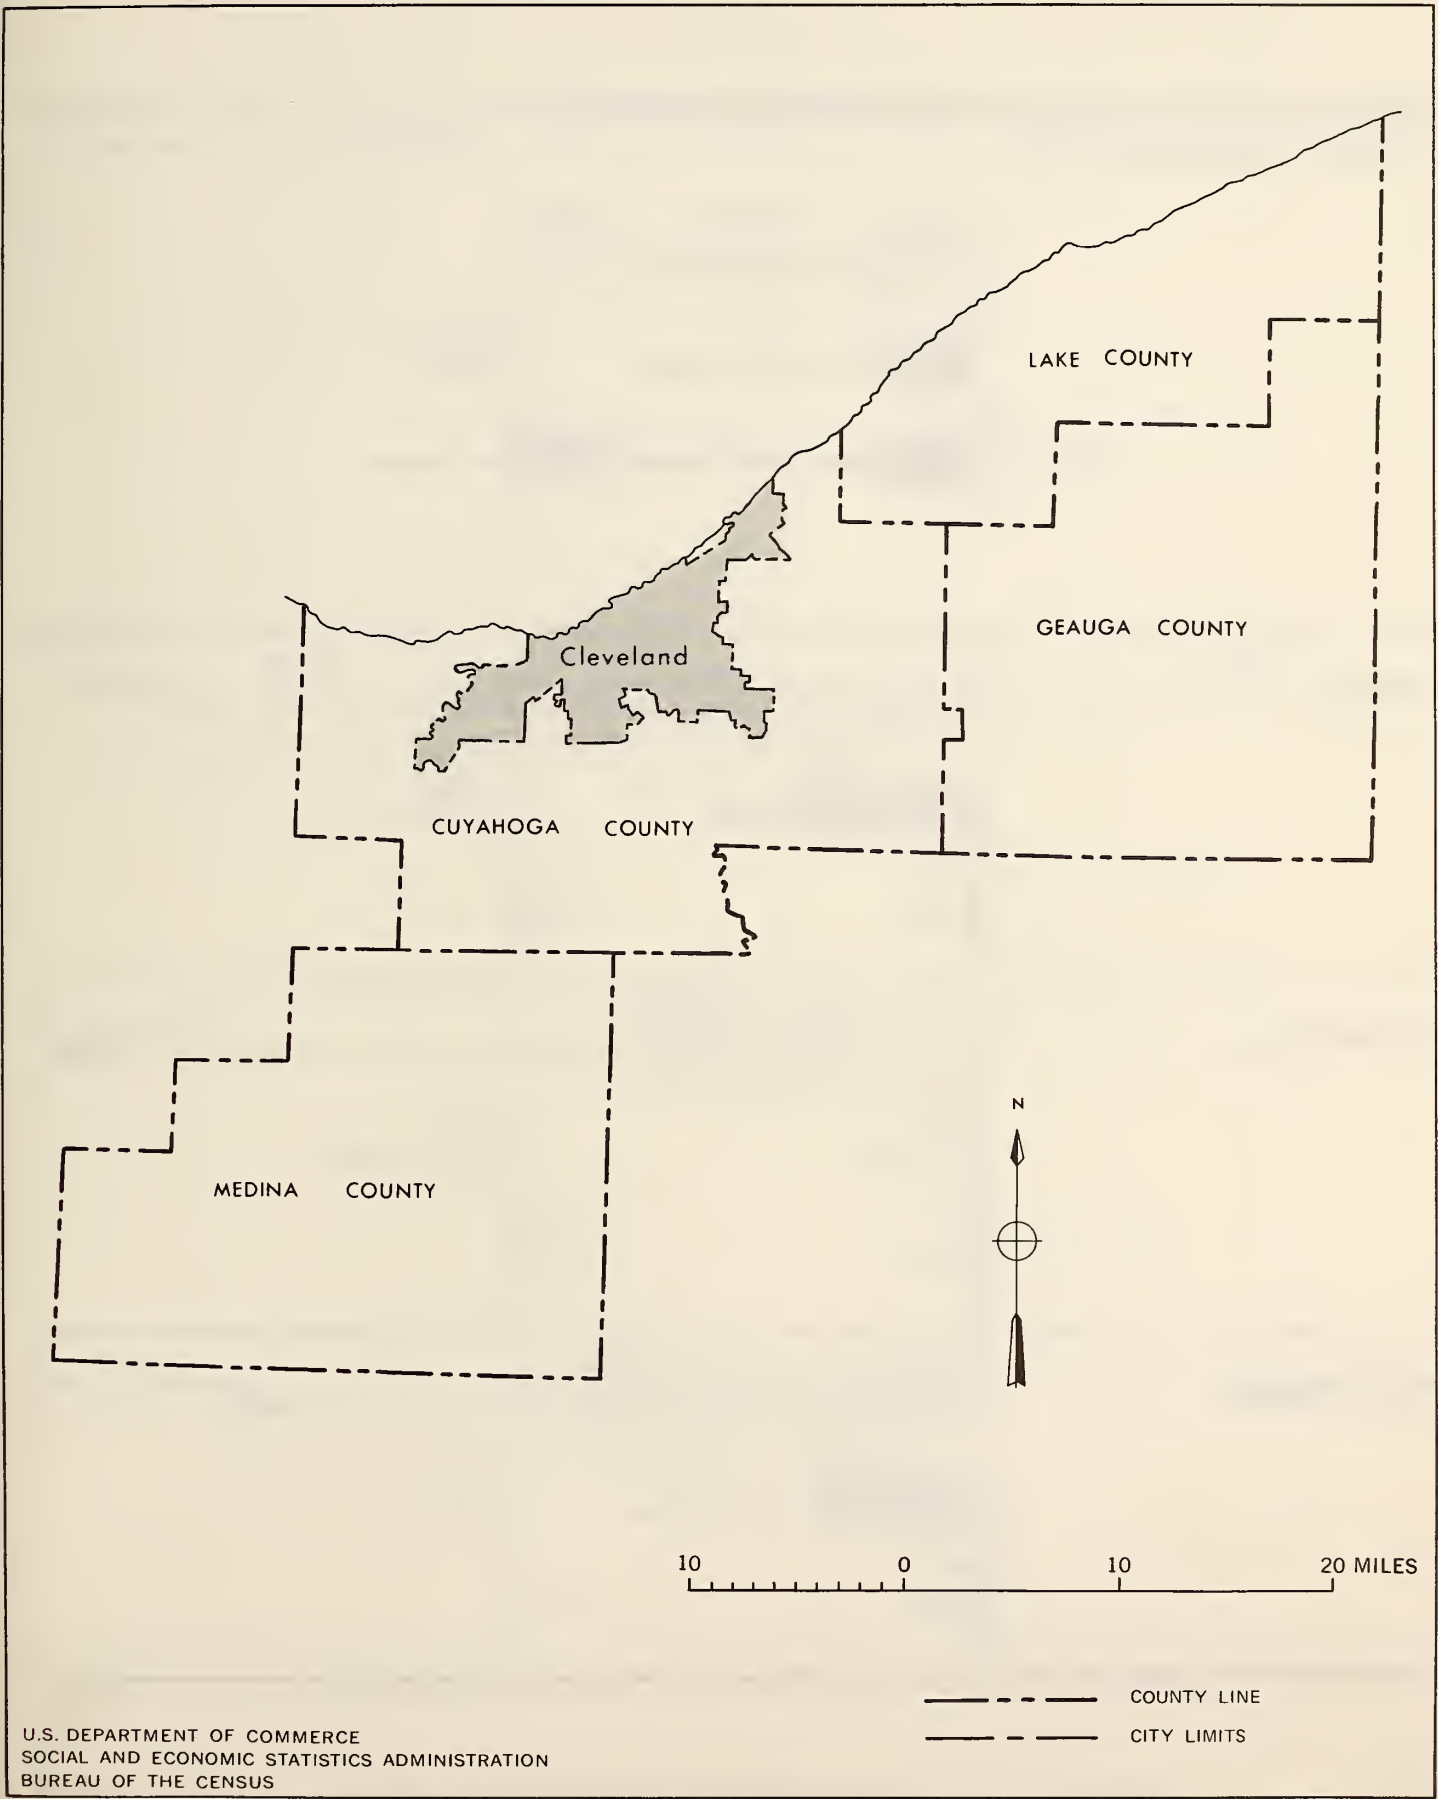 LAKE COUNTY
GEAUGA COUNTY
Cleveland
CUYAHOGA COUNTY
MEDINA COUNTY
N
10 0 10 20 MILES
COUNTY LINE
CITY LIMITS
U.S. DEPARTMENT OF COMMERCE
SOCIAL AND ECONOMIC STATISTICS ADMINISTRATION
BUREAU OF THE CENSUS